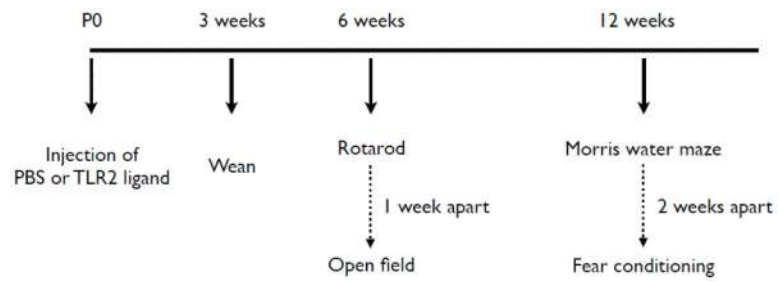 P0 3 weeks 6 weeks 12 weeks
Injection of
PBS or TLR2 ligand
Wean
Rotarod
Morris water maze
1 week apart
2 weeks apart
Open field
Fear conditioning